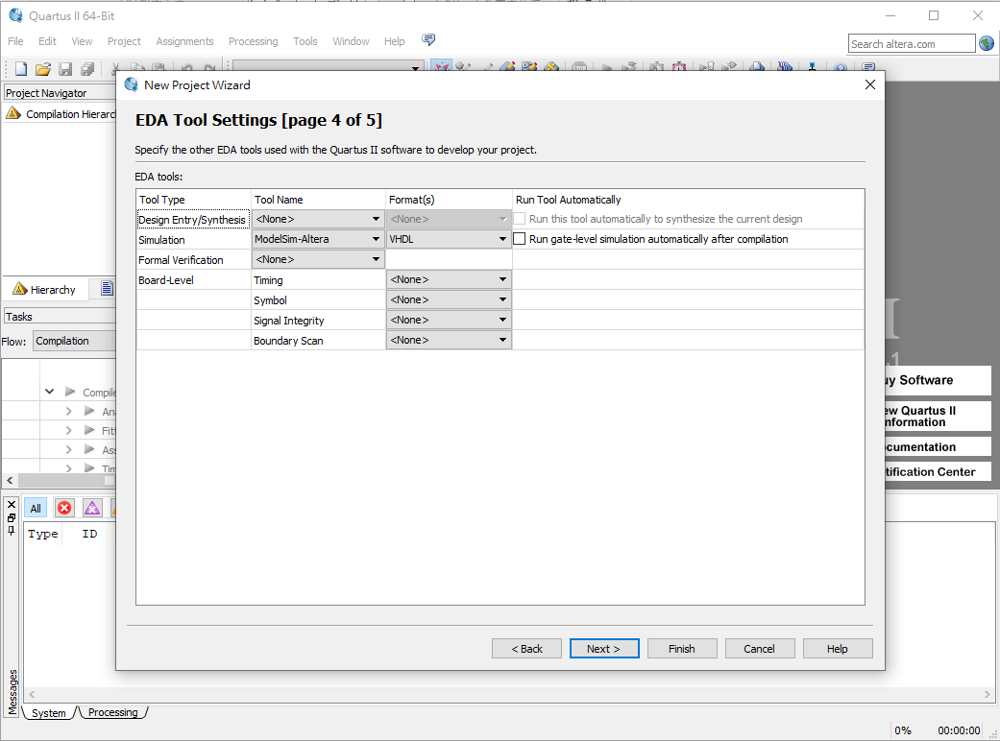 Quartus II 64-Bit
File Edit View Project Assignments Processing Tools Window Help
Search altera.com
Project Navigator
Compilation Hierarc
Hierarchy
Tasks
Flow: Compilation
Compile
An
Fitt
Ass
Tim
New Project Wizard
EDA Tool Settings [page 4 of 5]
Specify the other EDA tools used with the Quartus II software to develop your project.
EDA tools:
Tool Type Tool Name Format(s) Run Tool Automatically
Design Entry/Synthesis <None> <None> Run this tool automatically to synthesize the current design
Simulation ModelSim-Altera VHDL Run gate-level simulation automatically after compilation
Formal Verification <None>
Board-Level Timing <None>
Symbol <None>
Signal Integrity <None>
Boundary Scan <None>
< Back Next > Finish Cancel Help
I
.1
uy Software
ew Quartus II
nformation
cumentation
tification Center
All
Type ID
Messages
System Processing
0% 00:00:00